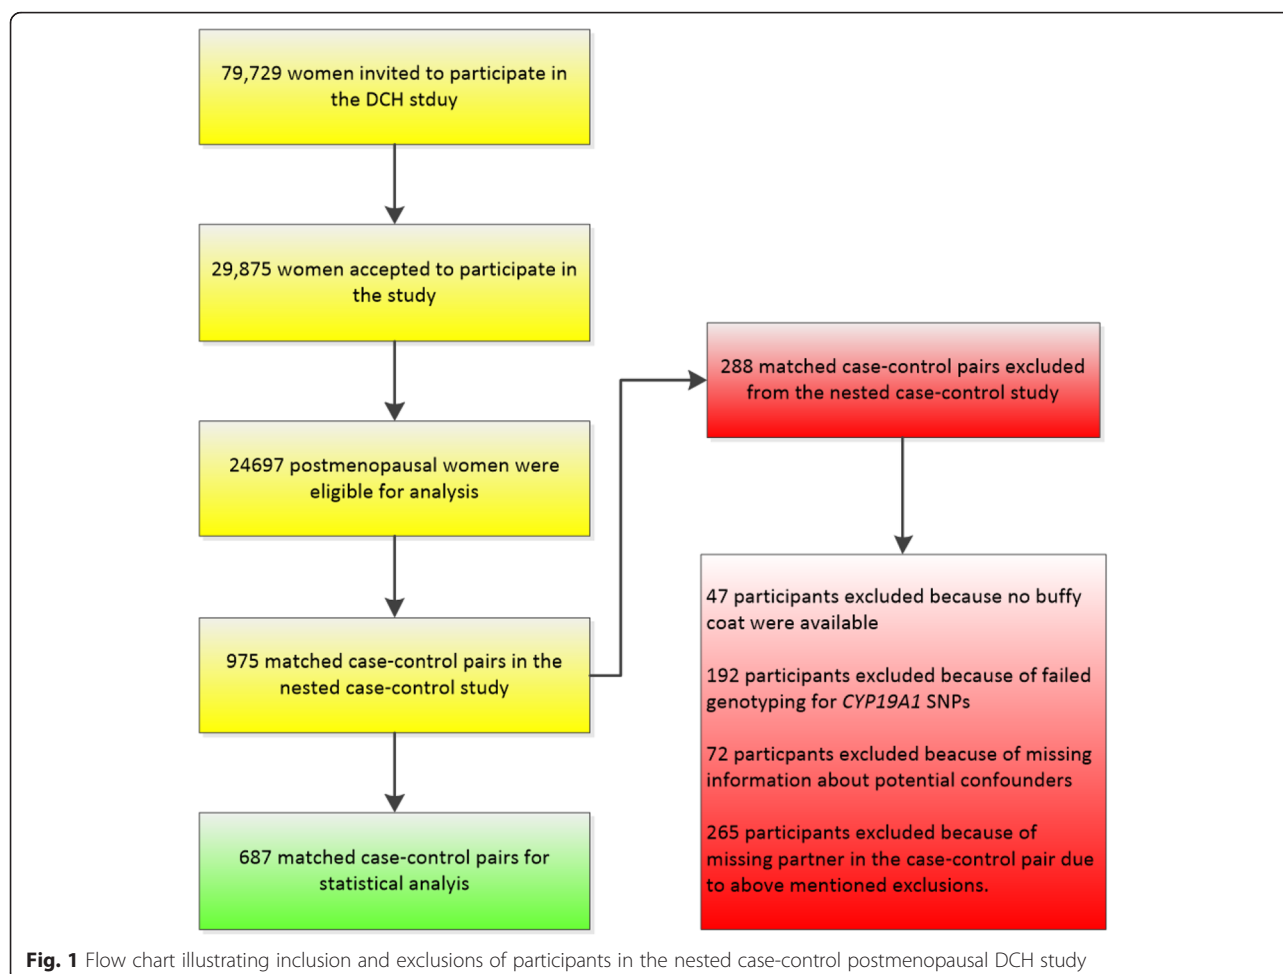 79,729 women invited to participate in
the DCH stduy
29,875 women accepted to participate in
the study
24697 postmenopausal women were
eligible for analysis
975 matched case-control pairs in the
nested case-control study
687 matched case-control pairs for
statistical analyis
288 matched case-control pairs excluded
from the nested case-control study
47 participants excluded because no buffy
coat were available
192 participants excluded because of failed
genotyping for CYP19A1 SNPs
72 particpants excluded beacuse of missing
information about potential confounders
265 participants excluded because of
missing partner in the case-control pair due
to above mentioned exclusions.
Fig. 1 Flow chart illustrating inclusion and exclusions of participants in the nested case-control postmenopausal DCH study